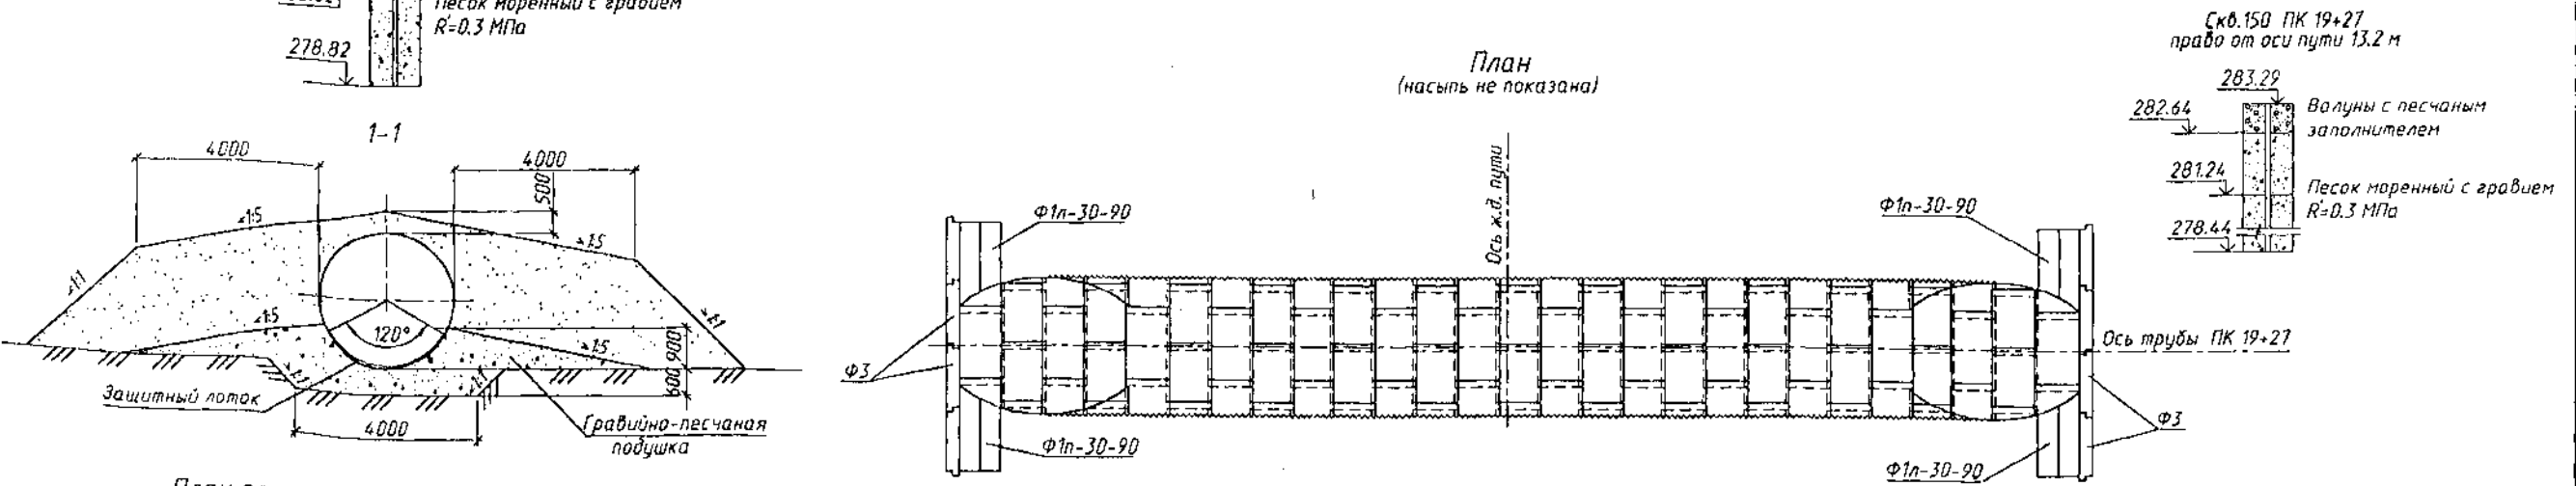 Песок моренный с гравием
R'=0.3 МПа
278.82
1-1
4000
4000
500
1:5
1:5
1:1
1:1
1:5
1:5
120°
900
600
1:1
Защитный лоток
4000
Гравийно-песчаная
подушка
План
(насыпь не показана)
Ось ж.д. пути
Ф1л-30-90
Ф1п-30-90
Ф3
Ф1п-30-90
Ф1л-30-90
Ф3
Ось трубы ПК 19+27
Скв.150 ПК 19+27
право от оси пути 13.2 м
283.29
282.64
Валуны с песчаным
заполнителем
281.24
Песок моренный с гравием
R'=0.3 МПа
278.44